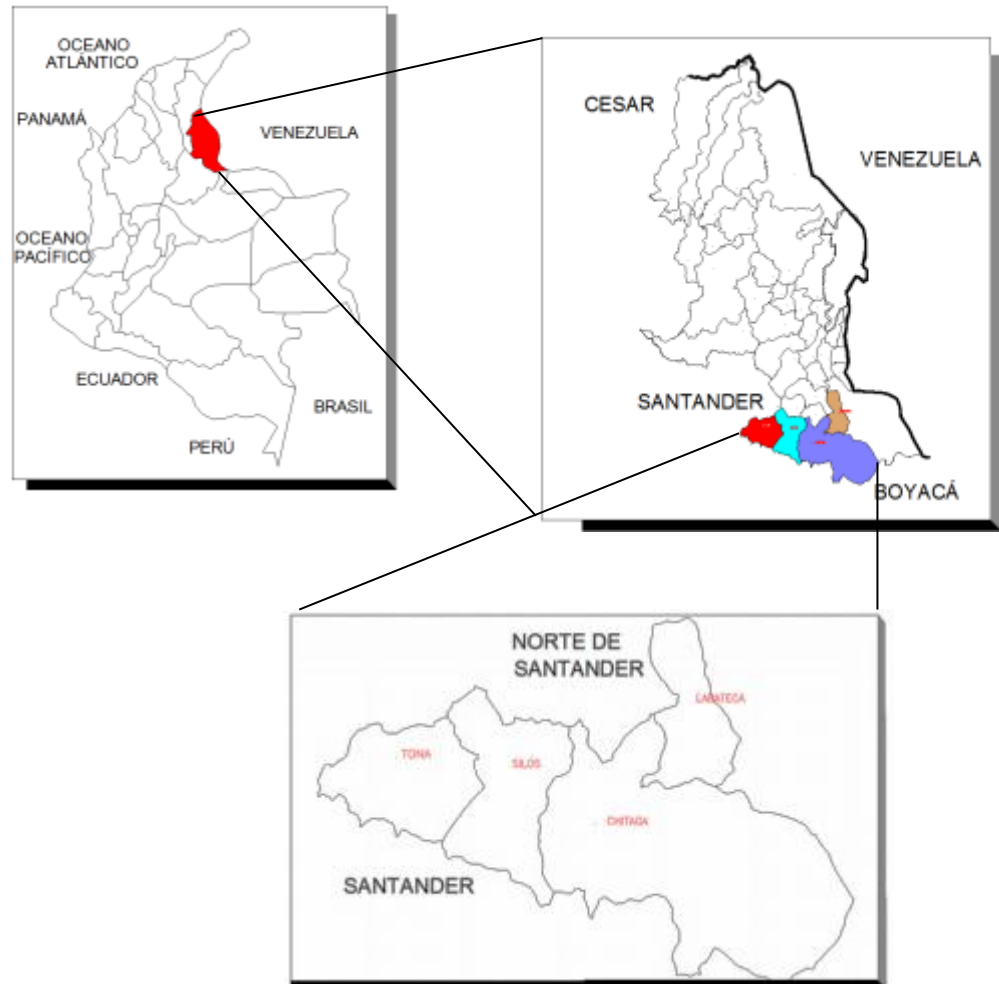 OCEANO
ATLÁNTICO
PANAMÁ
VENEZUELA
OCEANO
PACÍFICO
ECUADOR
BRASIL
PERÚ
CESAR
VENEZUELA
SANTANDER
BOYACÁ
NORTE DE
SANTANDER
LABATECA
TONA
SILOS
CHITAGA
SANTANDER